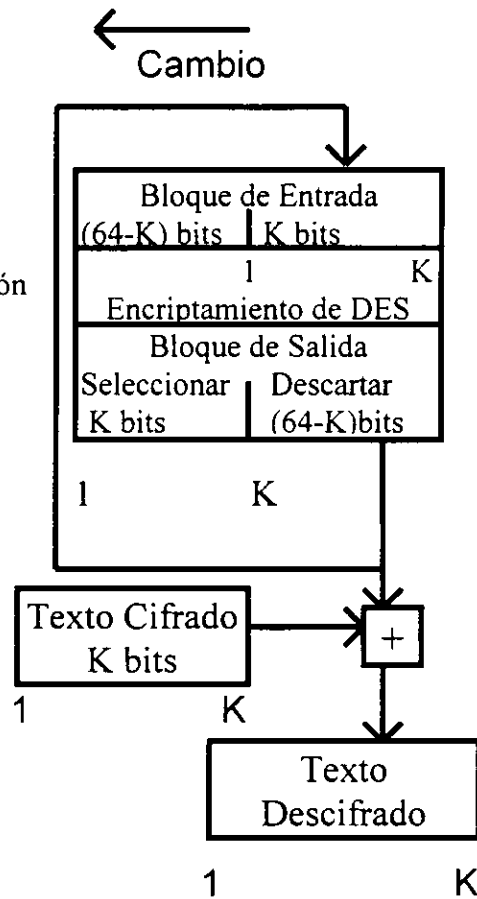 Cambio
Bloque de Entrada
(64-K) bits K bits
1 K
Encriptamiento de DES
Bloque de Salida
Seleccionar Descartar
K bits (64-K)bits
1 K
Texto Cifrado +
K bits
1 K
Texto
Descifrado
1 K